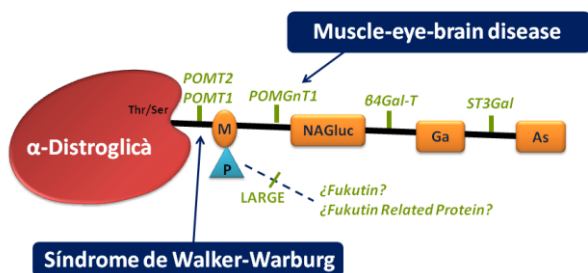 Muscle-eye-brain disease
POMT2
POMT1
POMGnT1
β4Gal-T
ST3Gal
Thr/Ser
α-Distroglicà
M
NAGluc
Ga
As
P
LARGE
¿Fukutin?
¿Fukutin Related Protein?
Síndrome de Walker-Warburg